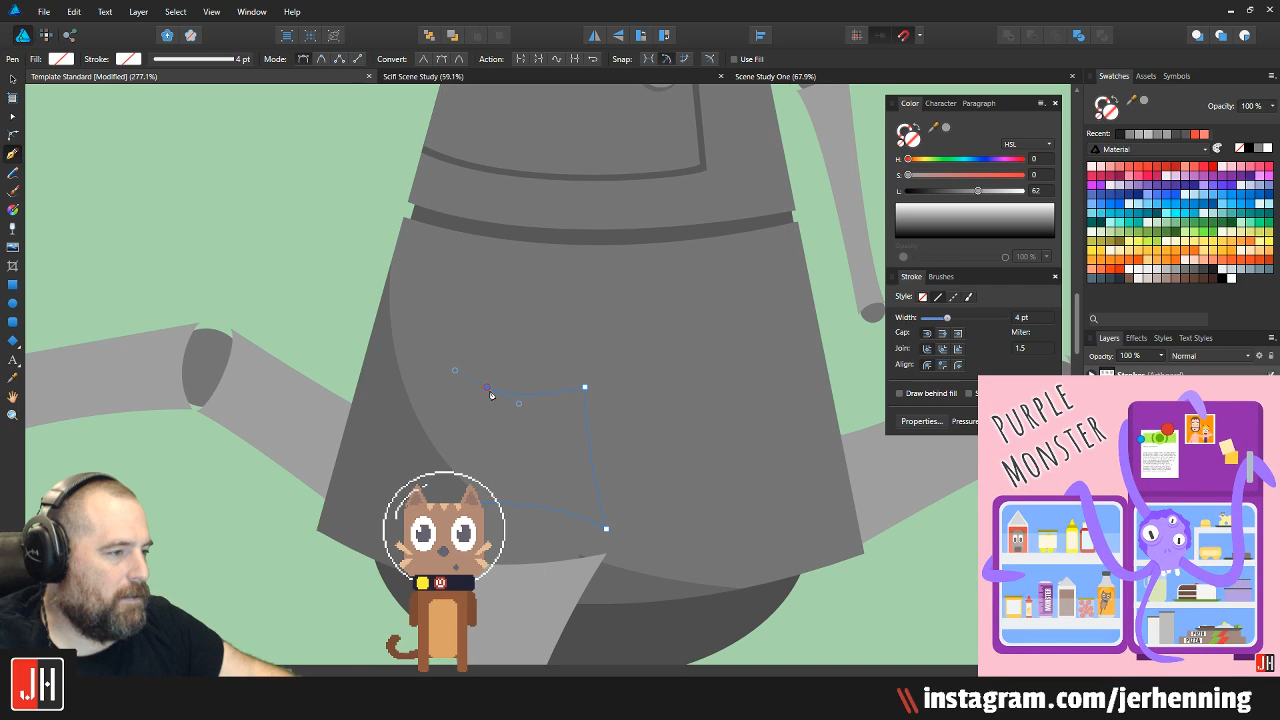 File Edit Text Layer Select View Window Help
Pen Fill: Stroke: 4 pt Mode: Convert: Action: Snap: Use Fill
Template Standard [Modified] (277.1%) Scifi Scene Study (59.1%) Scene Study One (67.9%)
Color Character Paragraph
HSL
H: 0
S: 0
L: 62
Opacity
100 %
Stroke Brushes
Style:
Width: 4 pt
Cap: Miter:
Join: 1.5
Align:
Draw behind fill
Properties... Pressure
Swatches Assets Symbols
Opacity: 100 %
Recent:
Material
Layers Effects Styles Text Styles
Opacity: 100 % Normal
PURPLE
MONSTER
JH
JH
\\ instagram.com/jerhenning